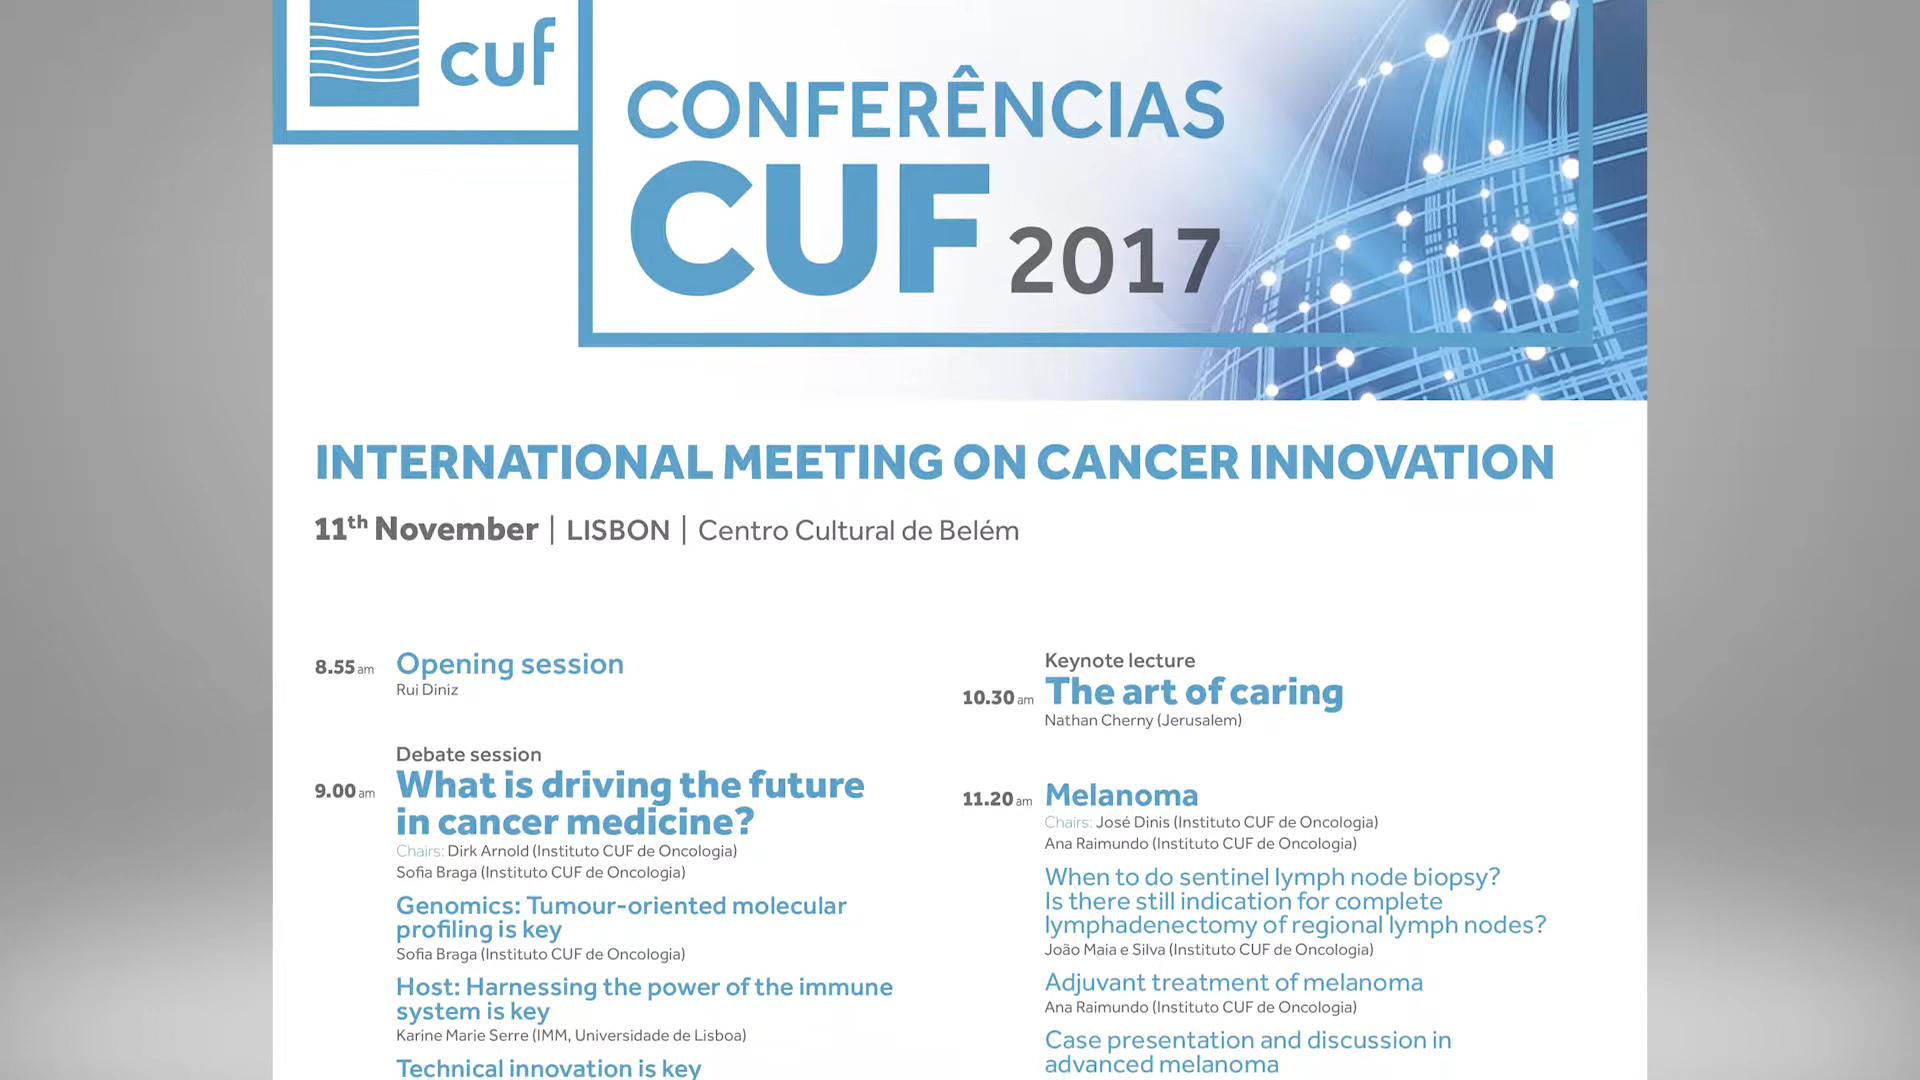 cuf
CONFERÊNCIAS
CUF 2017
INTERNATIONAL MEETING ON CANCER INNOVATION
11th November | LISBON | Centro Cultural de Belém
8.55 am Opening session
Rui Diniz
Debate session
9.00 am What is driving the future
in cancer medicine?
Chairs: Dirk Arnold (Instituto CUF de Oncologia)
Sofia Braga (Instituto CUF de Oncologia)
Genomics: Tumour-oriented molecular
profiling is key
Sofia Braga (Instituto CUF de Oncologia)
Host: Harnessing the power of the immune
system is key
Karine Marie Serre (IMM, Universidade de Lisboa)
Technical innovation is key
Keynote lecture
10.30 am The art of caring
Nathan Cherny (Jerusalem)
11.20 am Melanoma
Chairs: José Dinis (Instituto CUF de Oncologia)
Ana Raimundo (Instituto CUF de Oncologia)
When to do sentinel lymph node biopsy?
Is there still indication for complete
lymphadenectomy of regional lymph nodes?
João Maia e Silva (Instituto CUF de Oncologia)
Adjuvant treatment of melanoma
Ana Raimundo (Instituto CUF de Oncologia)
Case presentation and discussion in
advanced melanoma